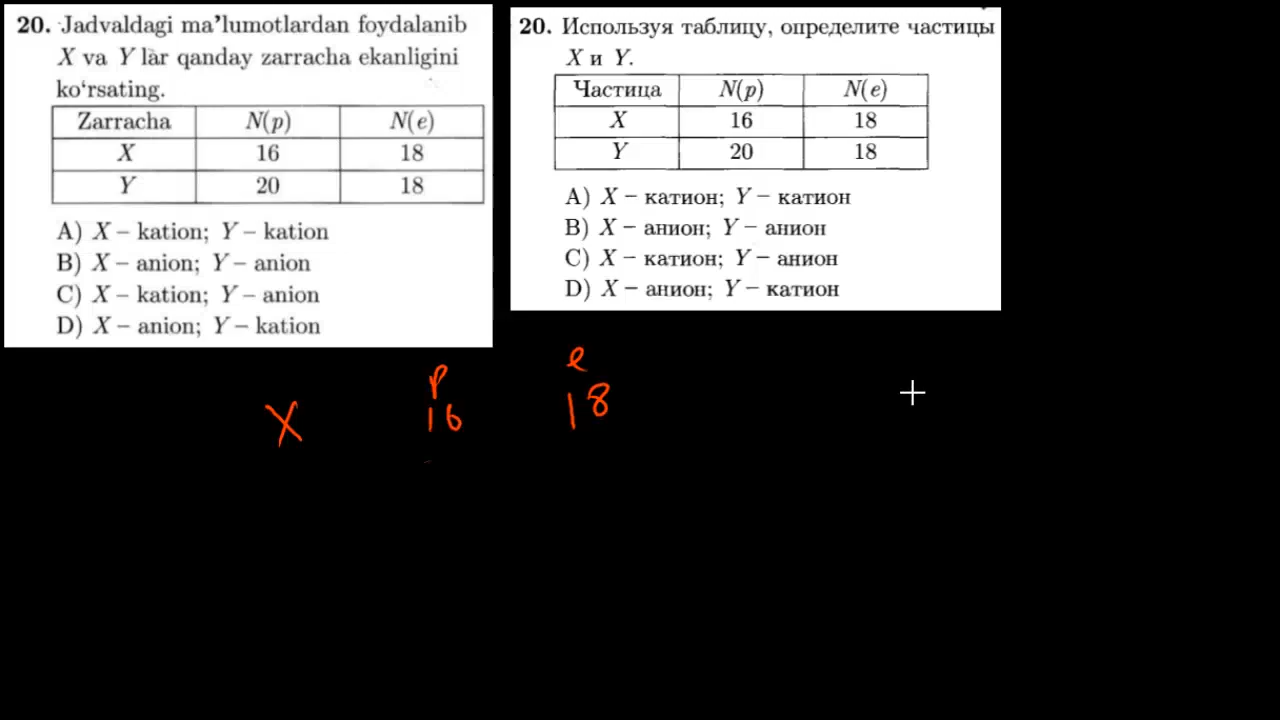 20. Jadvaldagi ma’lumotlardan foydalanib
X va Y lar qanday zarracha ekanligini
ko‘rsating.
Zarracha N(p) N(e)
X 16 18
Y 20 18
A) X – kation; Y – kation
B) X – anion; Y – anion
C) X – kation; Y – anion
D) X – anion; Y – kation
20. Используя таблицу, определите частицы
X и Y.
Частица N(p) N(e)
X 16 18
Y 20 18
A) X – катион; Y – катион
B) X – анион; Y – анион
C) X – катион; Y – анион
D) X – анион; Y – катион
p e
X 16 18